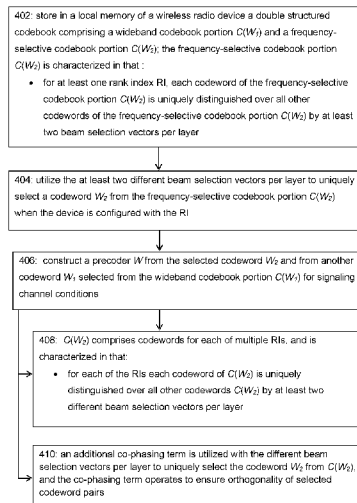 402: store in a local memory of a wireless radio device a double structured
codebook comprising a wideband codebook portion C(W₁) and a frequency-
selective codebook portion C(W₂); the frequency-selective codebook portion
C(W₂) is characterized in that :
• for at least one rank index RI, each codeword of the frequency-selective
codebook portion C(W₂) is uniquely distinguished over all other
codewords of the frequency-selective codebook portion C(W₂) by at least
two beam selection vectors per layer
404: utilize the at least two different beam selection vectors per layer to uniquely
select a codeword W₂ from the frequency-selective codebook portion C(W₂)
when the device is configured with the RI
406: construct a precoder W from the selected codeword W₂ and from another
codeword W₁ selected from the wideband codebook portion C(W₁) for signaling
channel conditions
408: C(W₂) comprises codewords for each of multiple RIs, and is
characterized in that:
• for each of the RIs each codeword of C(W₂) is uniquely
distinguished over all other codewords C(W₂) by at least two
different beam selection vectors per layer
410: an additional co-phasing term is utilized with the different beam
selection vectors per layer to uniquely select the codeword W₂ from C(W₂),
and the co-phasing term operates to ensure orthogonality of selected
codeword pairs